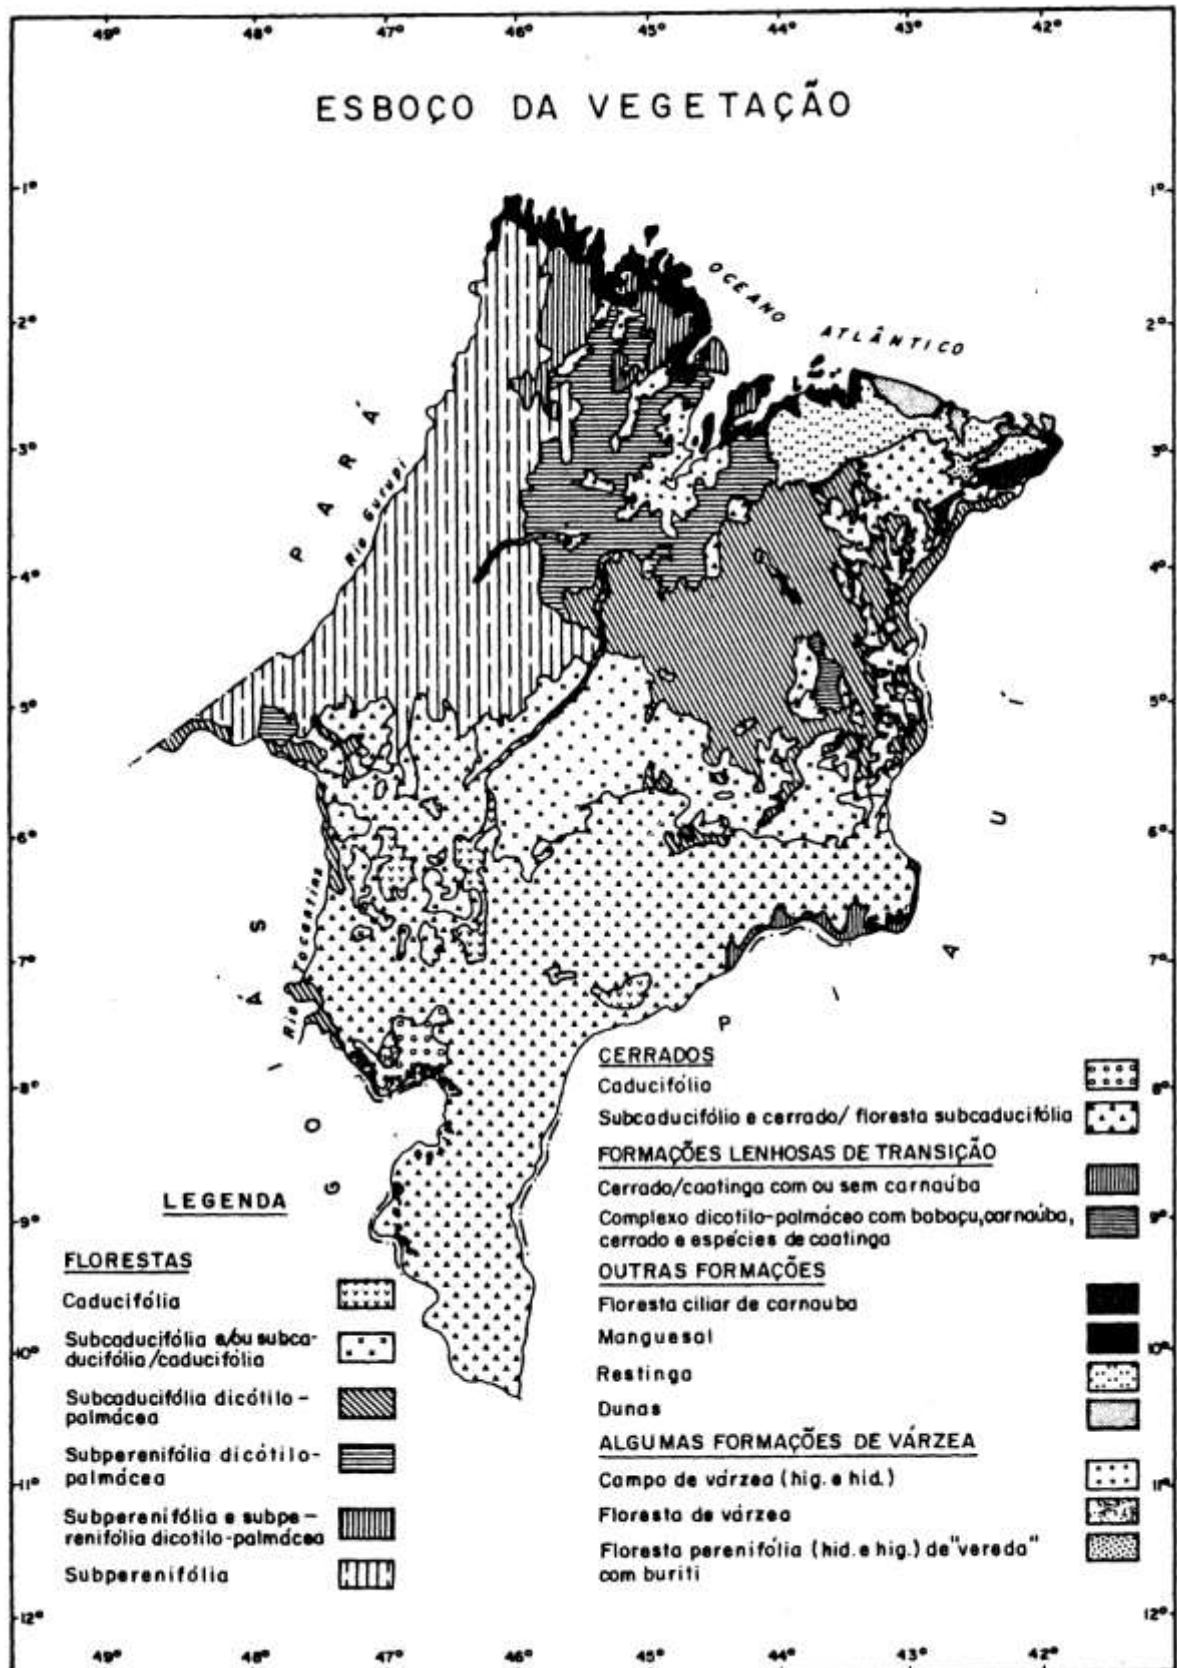 49° 48° 47° 46° 45° 44° 43° 42°
ESBOÇO DA VEGETAÇÃO
1° 1°
OCEANO ATLÂNTICO
2° 2°
PARÁ
3° 3°
Rio Gurupi
4° 4°
5° 5°
PIAUÍ
6° 6°
GOIÁS
Rio Tocantins
7° 7°
8° 8°
9° 9°
10° 10°
11° 11°
12° 12°
LEGENDA
FLORESTAS
Caducifólia
Subcaducifólia e/ou subca-
ducifólia/caducifólia
Subcaducifólia dicótilo-
palmácea
Subperenifólia dicótilo-
palmácea
Subperenifólia e subpe-
renifólia dicotilo-palmácea
Subperenifólia
CERRADOS
Caducifólia
Subcaducifólio e cerrado/ floresta subcaducifólia
FORMAÇÕES LENHOSAS DE TRANSIÇÃO
Cerrado/caatinga com ou sem carnaúba
Complexo dicotilo-palmáceo com babaçu,carnaúba,
cerrado e espécies de caatinga
OUTRAS FORMAÇÕES
Floresta ciliar de carnauba
Manguesal
Restinga
Dunas
ALGUMAS FORMAÇÕES DE VÁRZEA
Campo de várzea (hig. e hid.)
Floresta de várzea
Floresta perenifólia (hid. e hig.) de "vereda"
com buriti
49° 48° 47° 46° 45° 44° 43° 42°